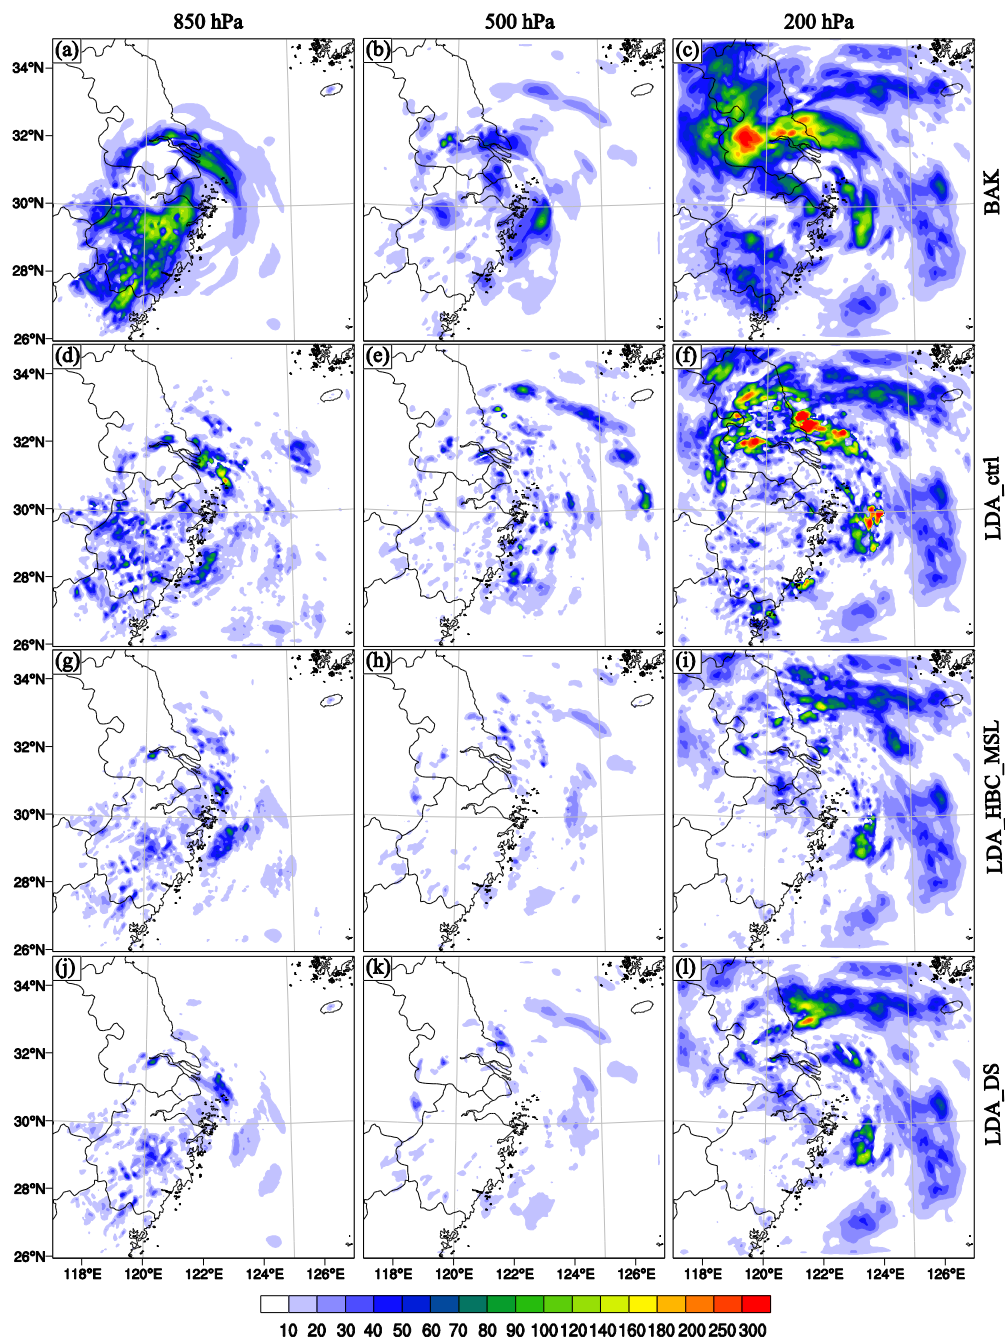 850 hPa 500 hPa 200 hPa
(a) (b) (c)
34°N
32°N
30°N
28°N
26°N
BAK
(d) (e) (f)
34°N
32°N
30°N
28°N
26°N
LDA_ctrl
(g) (h) (i)
34°N
32°N
30°N
28°N
26°N
LDA_HBC_MSL
(j) (k) (l)
34°N
32°N
30°N
28°N
26°N
LDA_DS
118°E 120°E 122°E 124°E 126°E 118°E 120°E 122°E 124°E 126°E 118°E 120°E 122°E 124°E 126°E
10 20 30 40 50 60 70 80 90 100 120 140 160 180 200 250 300